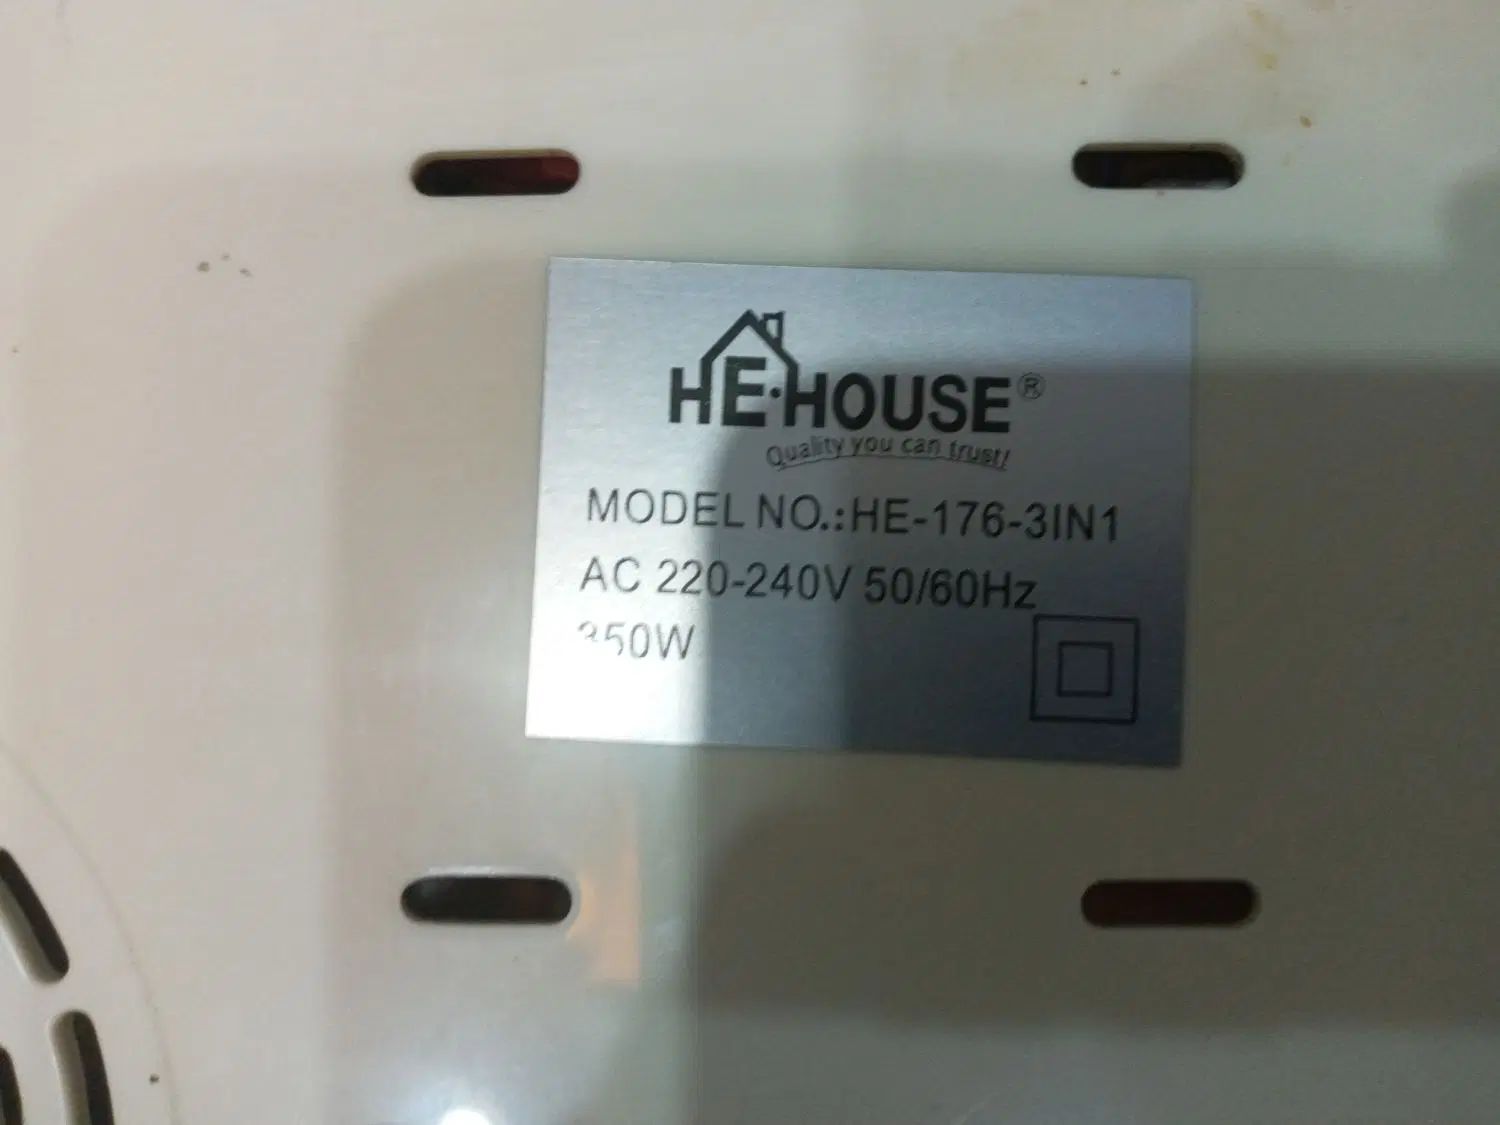 HE·HOUSE®
Quality you can trust!
MODEL NO.:HE-176-3IN1
AC 220-240V 50/60Hz
350W